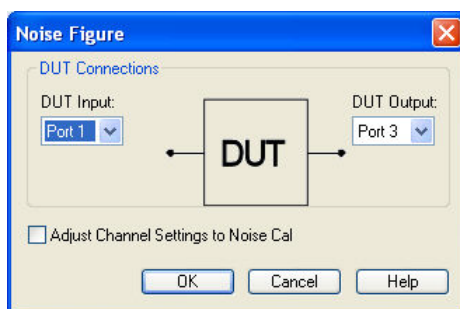 Noise Figure
DUT Connections
DUT Input:
DUT Output:
Port 1
DUT
Port 3
Adjust Channel Settings to Noise Cal
OK
Cancel
Help